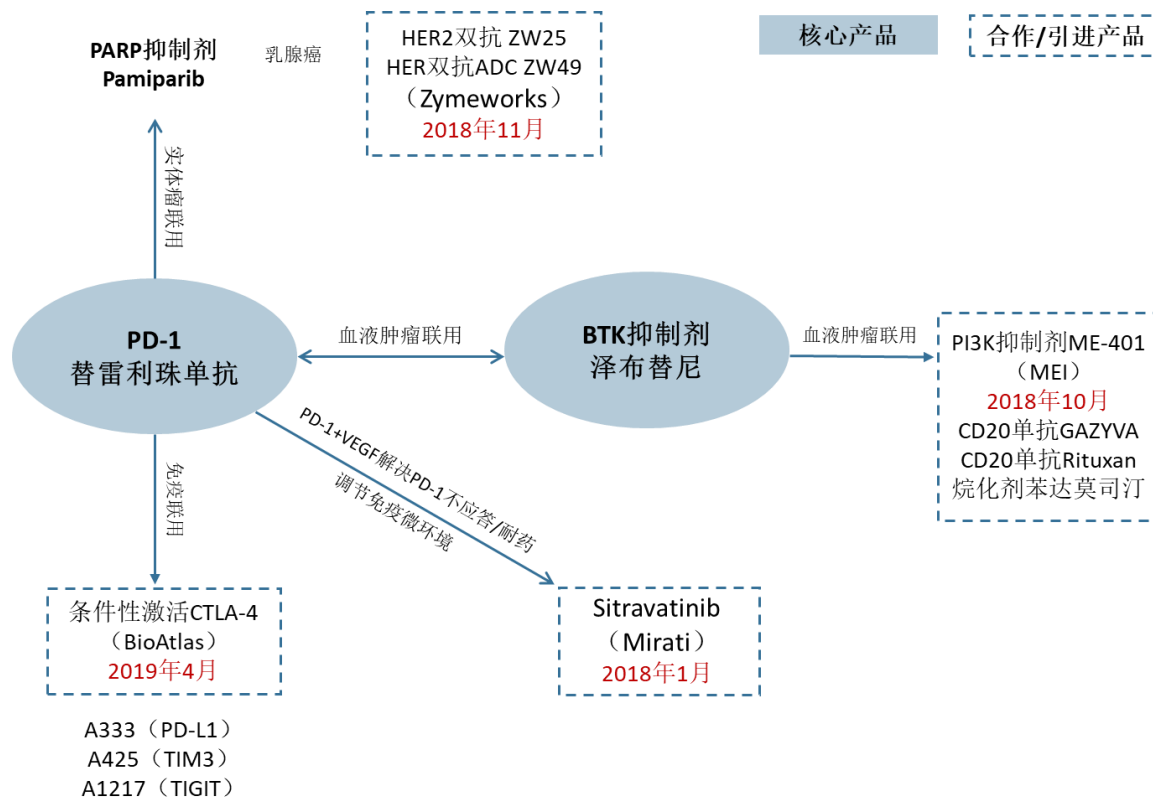 PARP抑制剂
Pamiparib
乳腺癌
HER2双抗 ZW25
HER双抗ADC ZW49
（Zymeworks）
2018年11月
核心产品
合作/引进产品
实体瘤联用
PD-1
替雷利珠单抗
血液肿瘤联用
BTK抑制剂
泽布替尼
血液肿瘤联用
PI3K抑制剂ME-401
（MEI）
2018年10月
CD20单抗GAZYVA
CD20单抗Rituxan
烷化剂苯达莫司汀
PD-1+VEGF解决PD-1不应答/耐药
调节免疫微环境
免疫联用
条件性激活CTLA-4
（BioAtlas）
2019年4月
Sitravatinib
（Mirati）
2018年1月
A333（PD-L1）
A425（TIM3）
A1217（TIGIT）